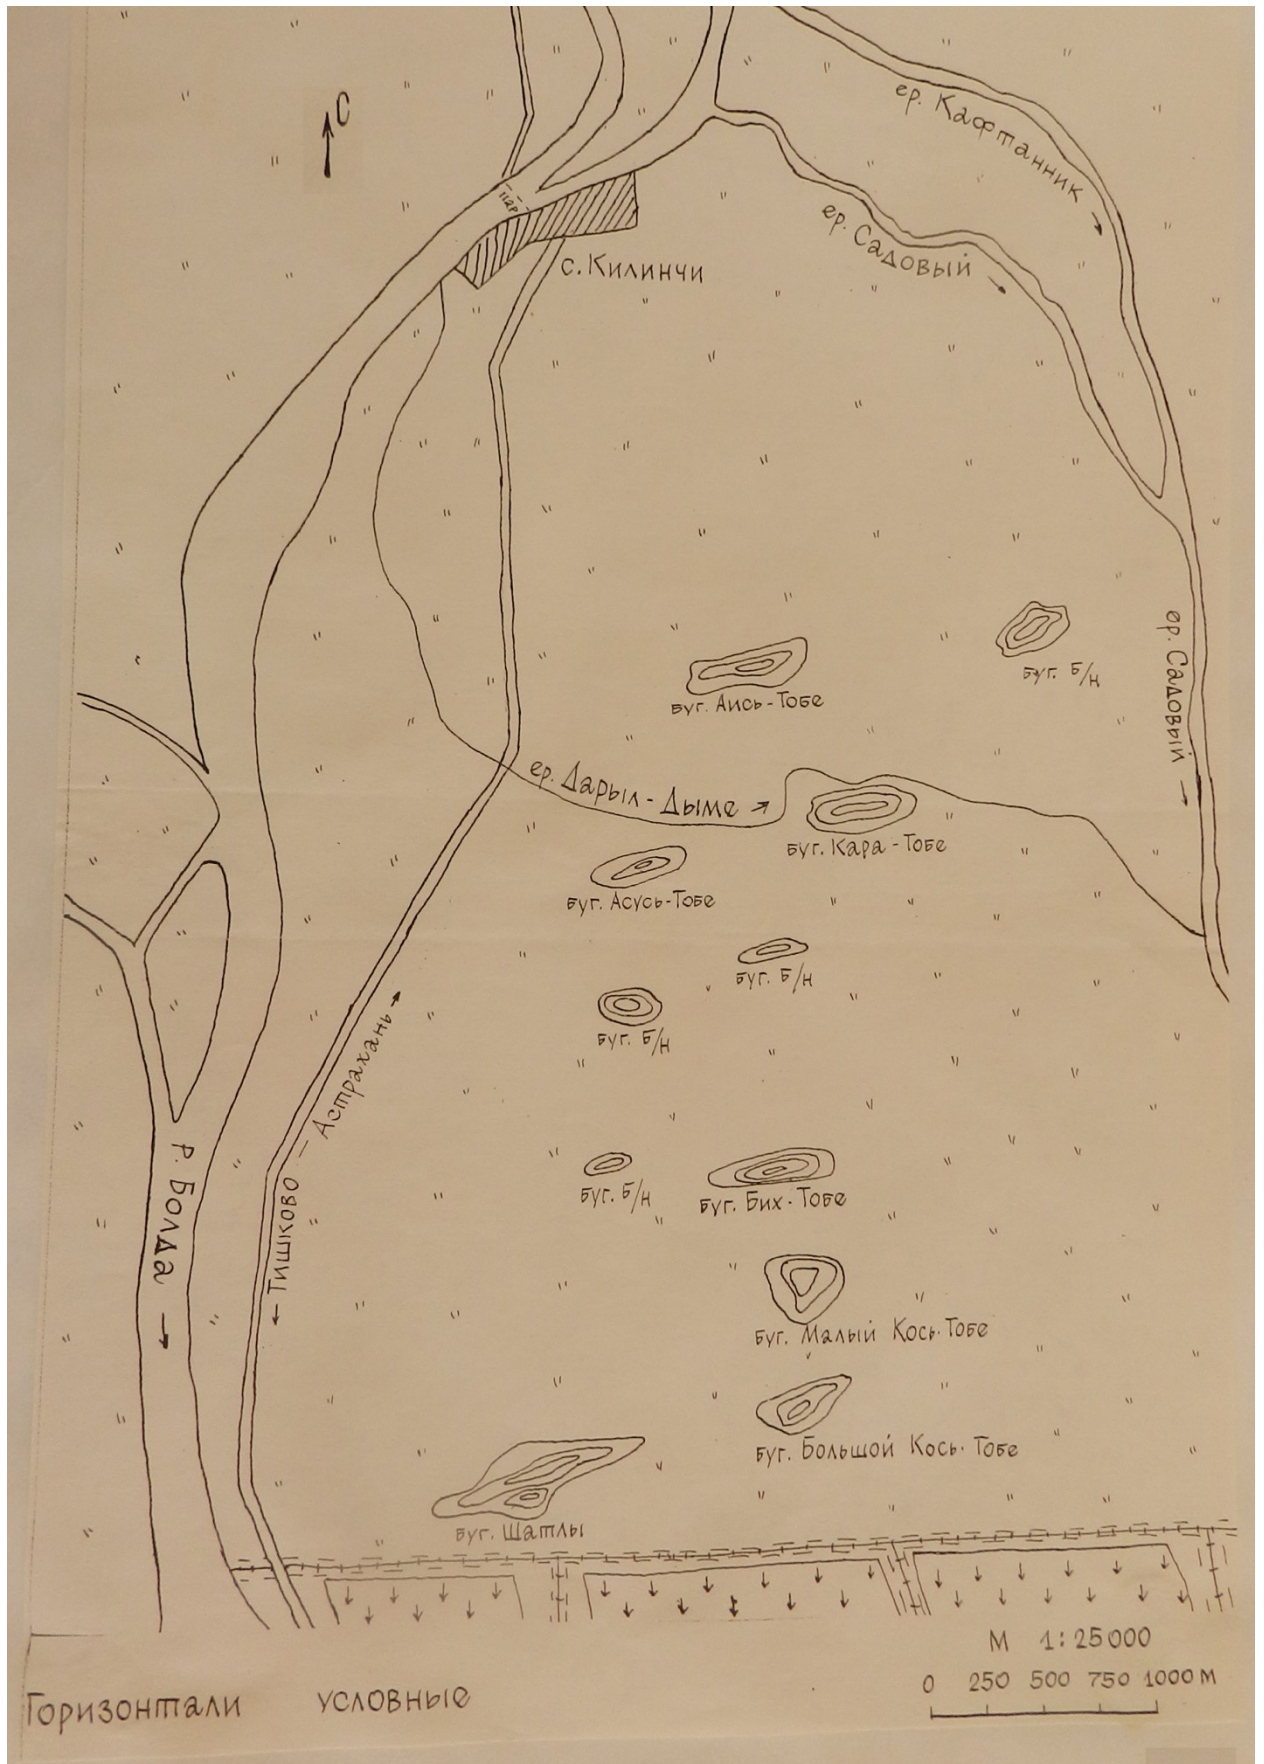 С
ер. Кафтанник
пар.
ер. Садовый
с. Килинчи
ер. Садовый
буг. Б/н
буг. Аись-Тобе
ер. Дарыл-Дыме
буг. Кара-Тобе
буг. Асусь-Тобе
буг. Б/н
буг. Б/н
Тишково — Астрахань
р. Болда
буг. Б/н
буг. Бих-Тобе
буг. Малый Кось-Тобе
буг. Большой Кось-Тобе
буг. Шатлы
М 1:25000
0 250 500 750 1000 м
Горизонтали условные